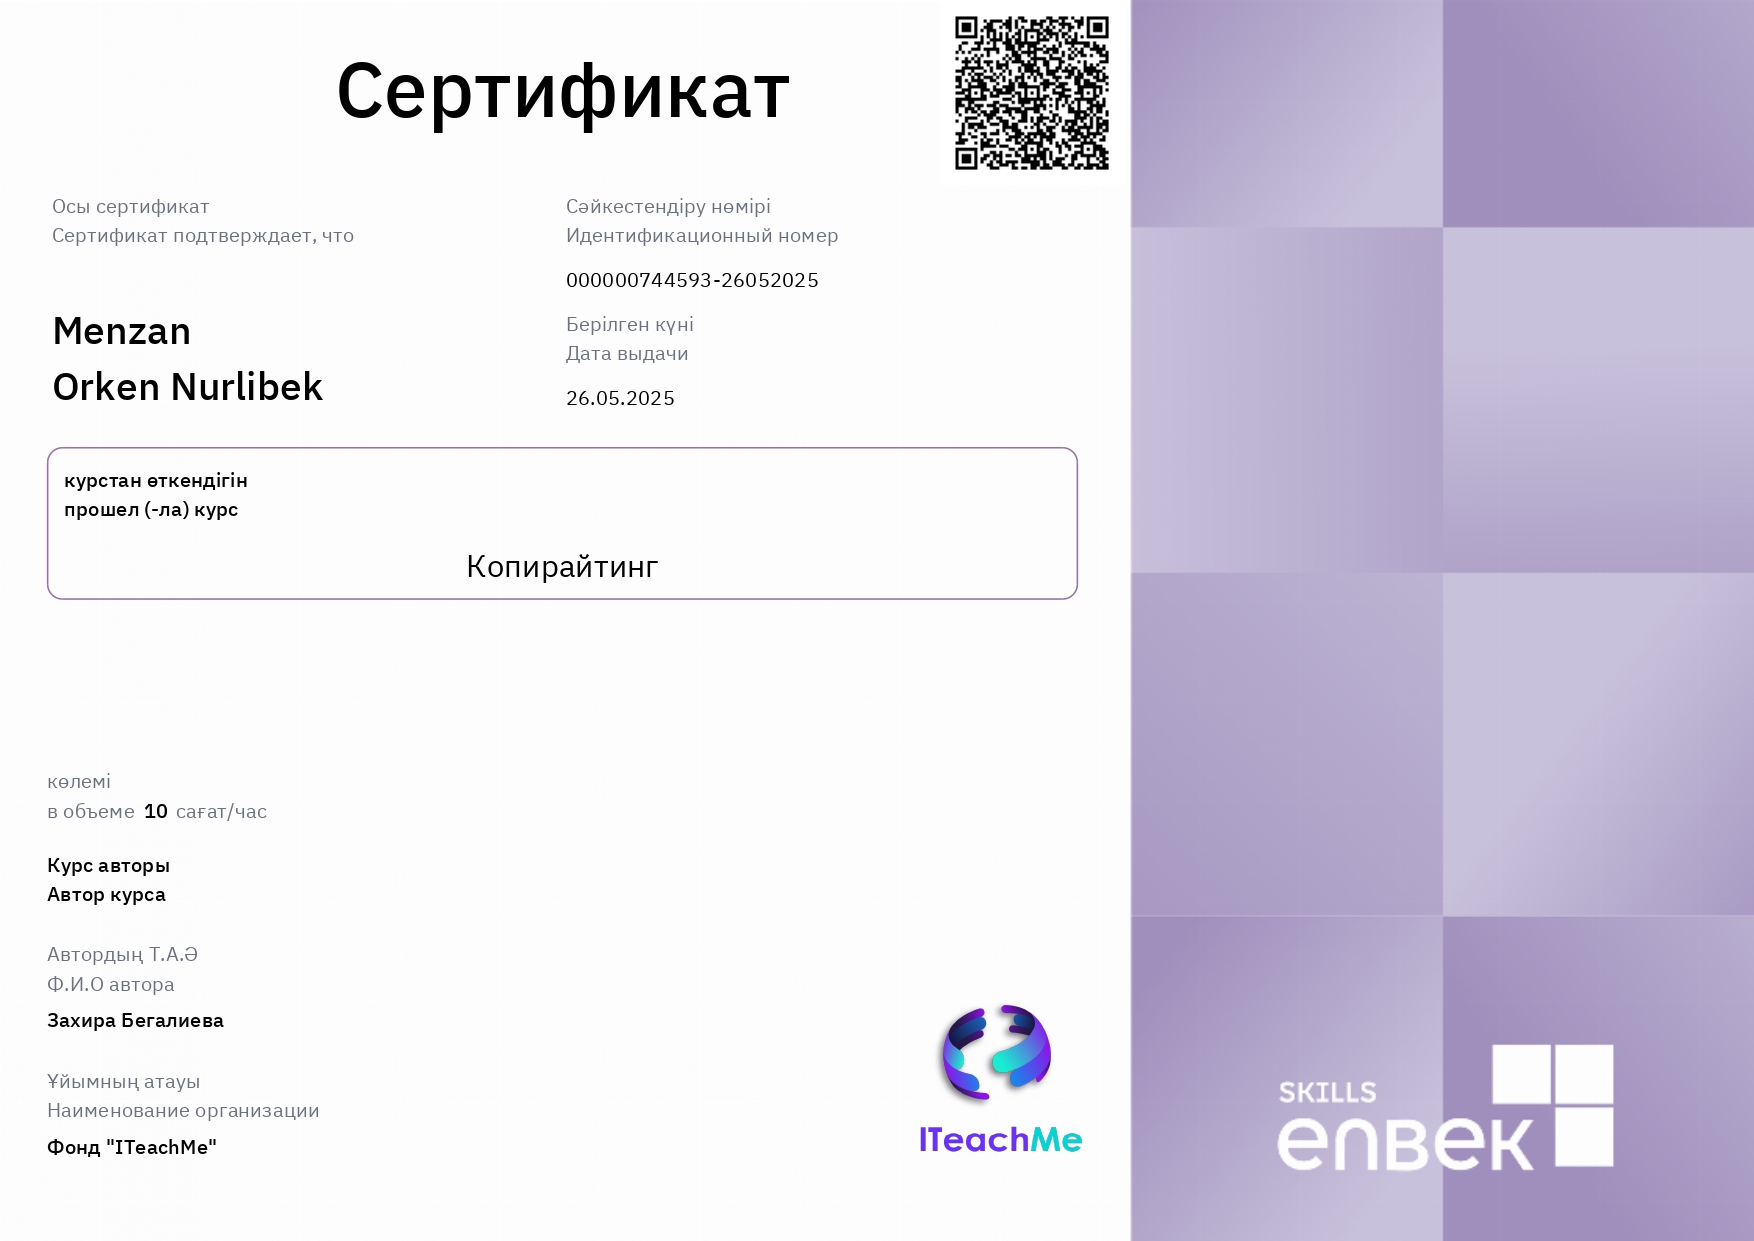 Сертификат
Осы сертификат
Сертификат подтверждает, что
Menzan
Orken Nurlibek
Сәйкестендіру нөмірі
Идентификационный номер
000000744593-26052025
Берілген күні
Дата выдачи
26.05.2025
курстан өткендігін
прошел (-ла) курс
Копирайтинг
көлемі
в объеме 10 сағат/час
Курс авторы
Автор курса
Автордың Т.А.Ә
Ф.И.О автора
Захира Бегалиева
Ұйымның атауы
Наименование организации
Фонд "ITeachMe"
ITeachMe
SKILLS
enbek